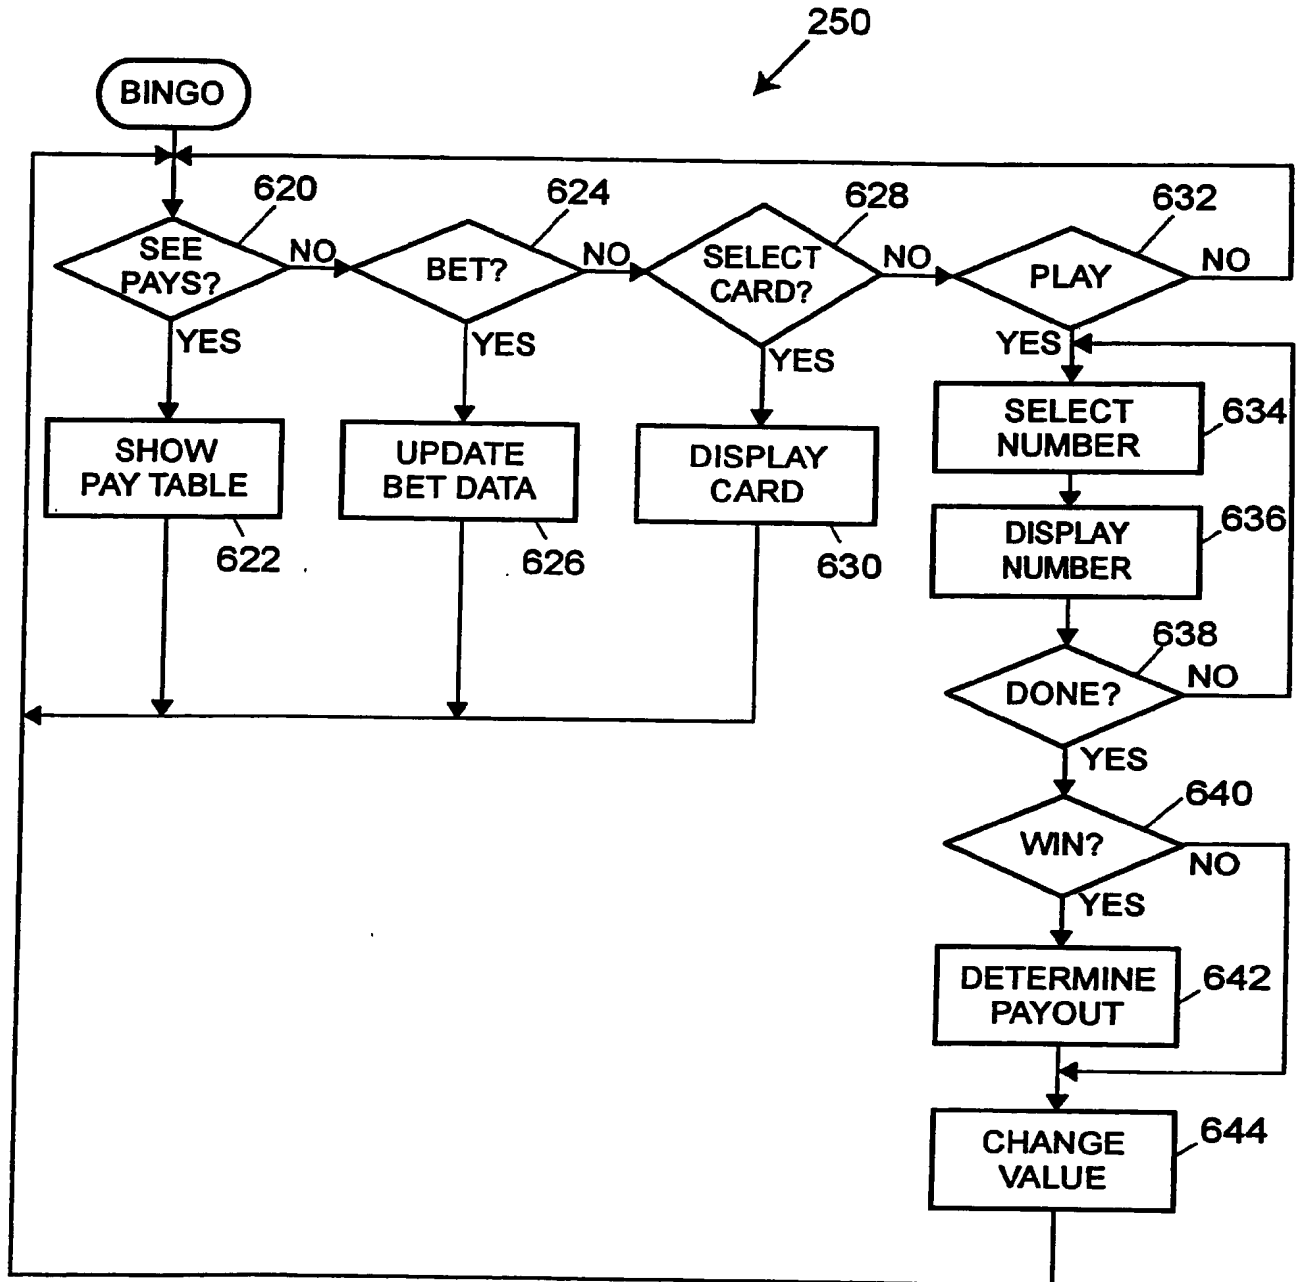 250
BINGO
620
624
628
632
SEE
PAYS?
NO
BET?
NO
SELECT
CARD?
NO
PLAY
NO
YES
YES
YES
YES
SHOW
PAY TABLE
622
UPDATE
BET DATA
626
DISPLAY
CARD
630
SELECT
NUMBER
634
DISPLAY
NUMBER
636
638
DONE?
NO
YES
640
WIN?
NO
YES
DETERMINE
PAYOUT
642
CHANGE
VALUE
644